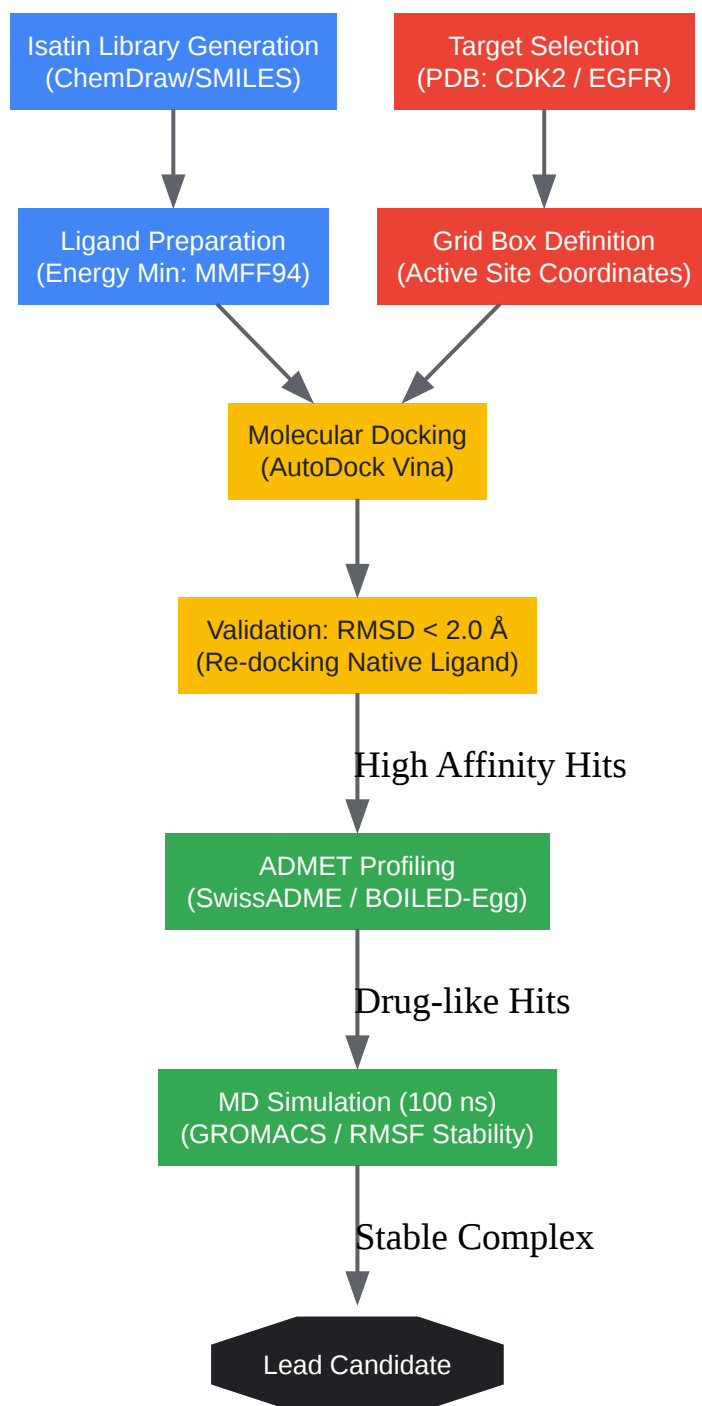 Isatin Library Generation
(ChemDraw/SMILES)
Target Selection
(PDB: CDK2 / EGFR)
Ligand Preparation
(Energy Min: MMFF94)
Grid Box Definition
(Active Site Coordinates)
Molecular Docking
(AutoDock Vina)
Validation: RMSD < 2.0 Å
(Re-docking Native Ligand)
High Affinity Hits
ADMET Profiling
(SwissADME / BOILED-Egg)
Drug-like Hits
MD Simulation (100 ns)
(GROMACS / RMSF Stability)
Stable Complex
Lead Candidate